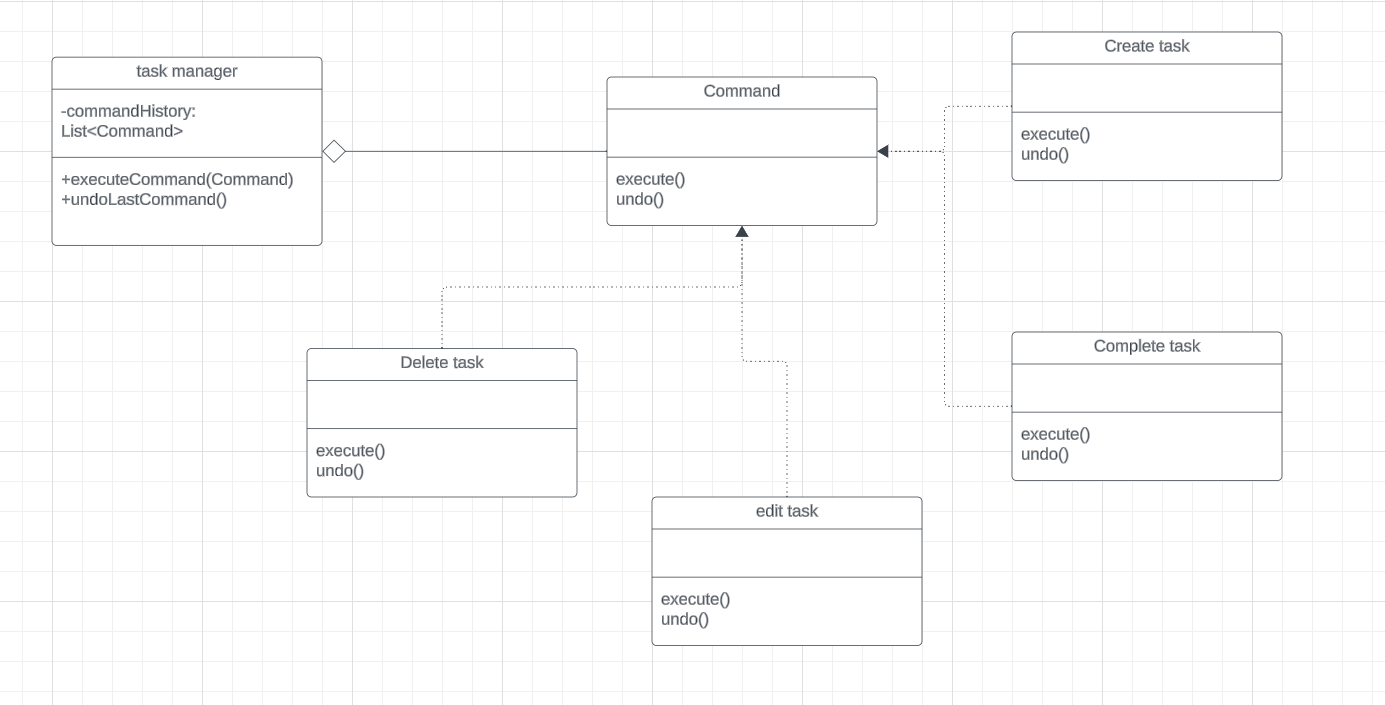 task manager
-commandHistory:
List<Command>
+executeCommand(Command)
+undoLastCommand()
Command
execute()
undo()
Create task
execute()
undo()
Delete task
execute()
undo()
edit task
execute()
undo()
Complete task
execute()
undo()